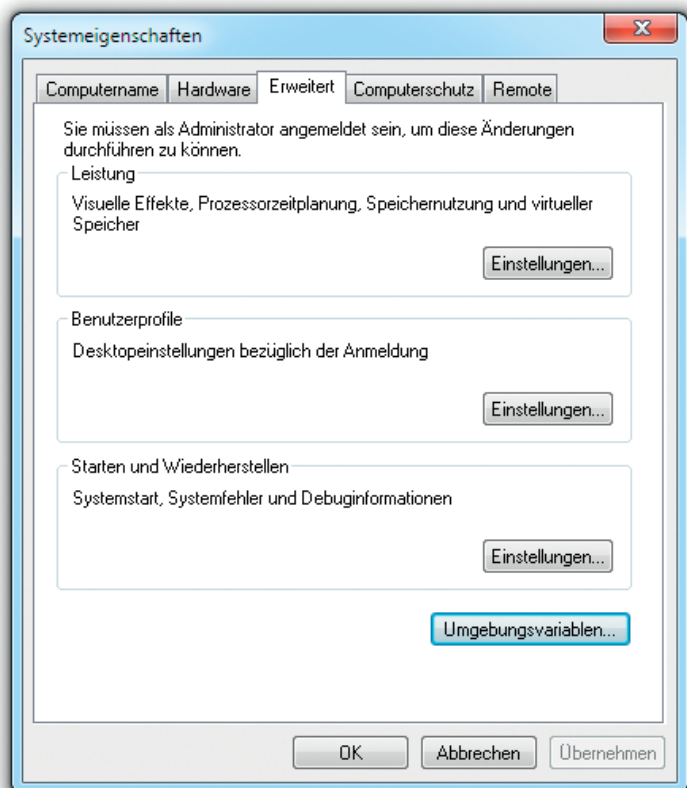 Systemeigenschaften
X
Computername Hardware Erweitert Computerschutz Remote
Sie müssen als Administrator angemeldet sein, um diese Änderungen
durchführen zu können.
Leistung
Visuelle Effekte, Prozessorzeitplanung, Speichernutzung und virtueller
Speicher
Einstellungen...
Benutzerprofile
Desktopeinstellungen bezüglich der Anmeldung
Einstellungen...
Starten und Wiederherstellen
Systemstart, Systemfehler und Debuginformationen
Einstellungen...
Umgebungsvariablen...
OK Abbrechen Übernehmen